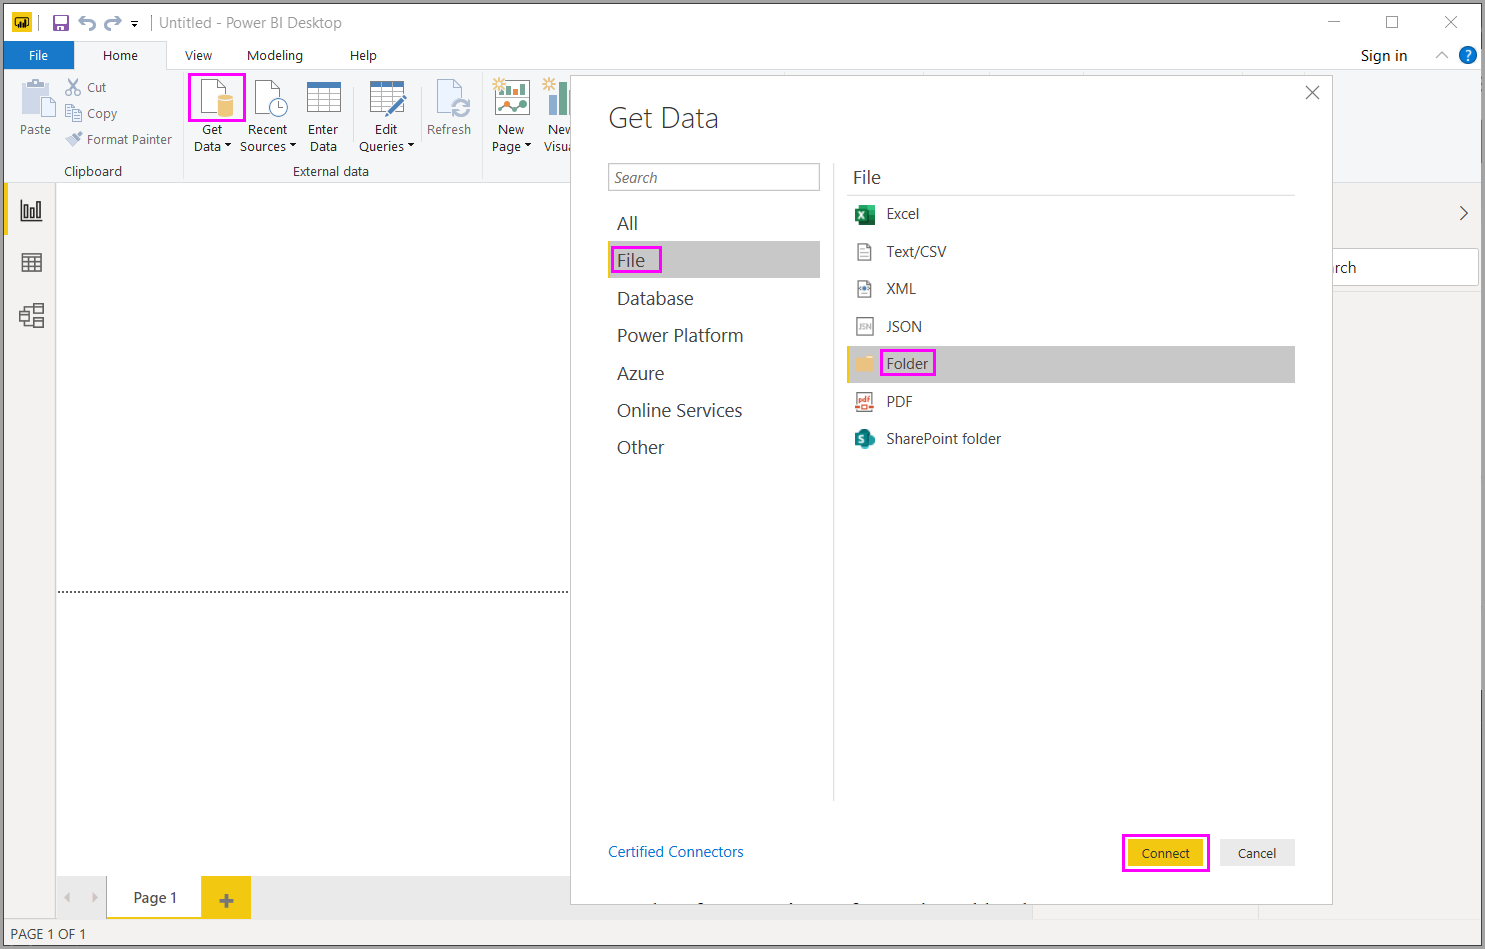 Untitled - Power BI Desktop
File Home View Modeling Help Sign in
Paste
Cut
Copy
Format Painter
Clipboard
Get Data
Recent Sources
Enter Data
Edit Queries
Refresh
External data
New Page
New
Get Data
Search
All
File
Database
Power Platform
Azure
Online Services
Other
File
Excel
Text/CSV
XML
JSON
Folder
PDF
SharePoint folder
Certified Connectors
Connect
Cancel
Page 1
PAGE 1 OF 1